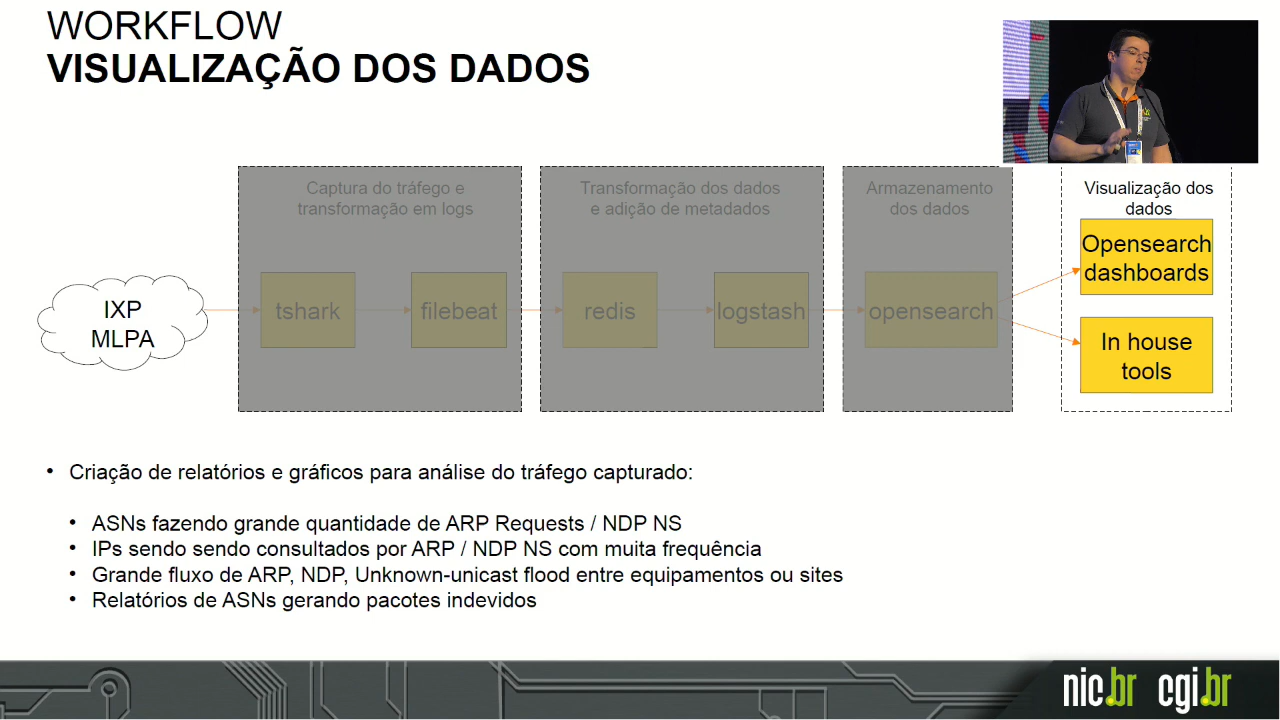 WORKFLOW
VISUALIZAÇÃO DOS DADOS
Captura do tráfego e
transformação em logs
Transformação dos dados
e adição de metadados
Armazenamento
dos dados
Visualização dos
dados
IXP
MLPA
tshark
filebeat
redis
logstash
opensearch
Opensearch
dashboards
In house
tools
• Criação de relatórios e gráficos para análise do tráfego capturado:
• ASNs fazendo grande quantidade de ARP Requests / NDP NS
• IPs sendo sendo consultados por ARP / NDP NS com muita frequência
• Grande fluxo de ARP, NDP, Unknown-unicast flood entre equipamentos ou sites
• Relatórios de ASNs gerando pacotes indevidos
nic.br cgi.br